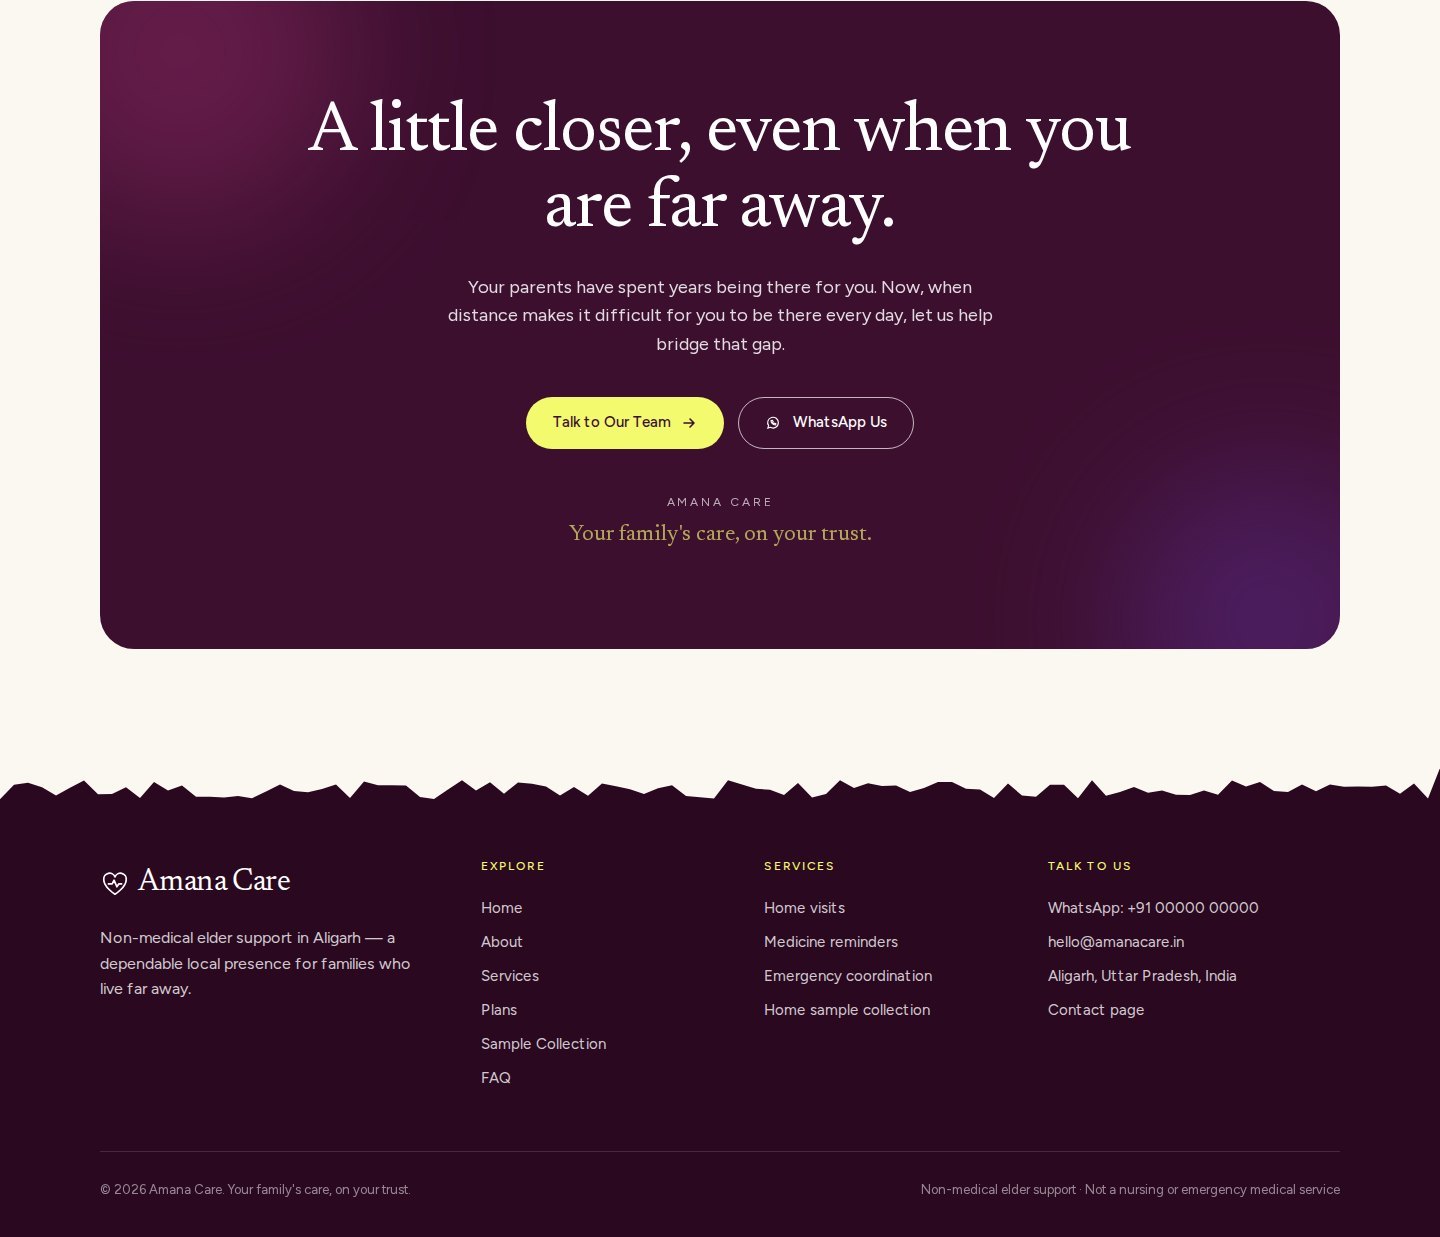 A little closer, even when you
are far away.
Your parents have spent years being there for you. Now, when
distance makes it difficult for you to be there every day, let us help
bridge that gap.
Talk to Our Team
WhatsApp Us
AMANA CARE
Your family's care, on your trust.
Amana Care
Non-medical elder support in Aligarh — a
dependable local presence for families who
live far away.
EXPLORE
Home
About
Services
Plans
Sample Collection
FAQ
SERVICES
Home visits
Medicine reminders
Emergency coordination
Home sample collection
TALK TO US
WhatsApp: +91 00000 00000
hello@amanacare.in
Aligarh, Uttar Pradesh, India
Contact page
© 2026 Amana Care. Your family's care, on your trust.
Non-medical elder support · Not a nursing or emergency medical service